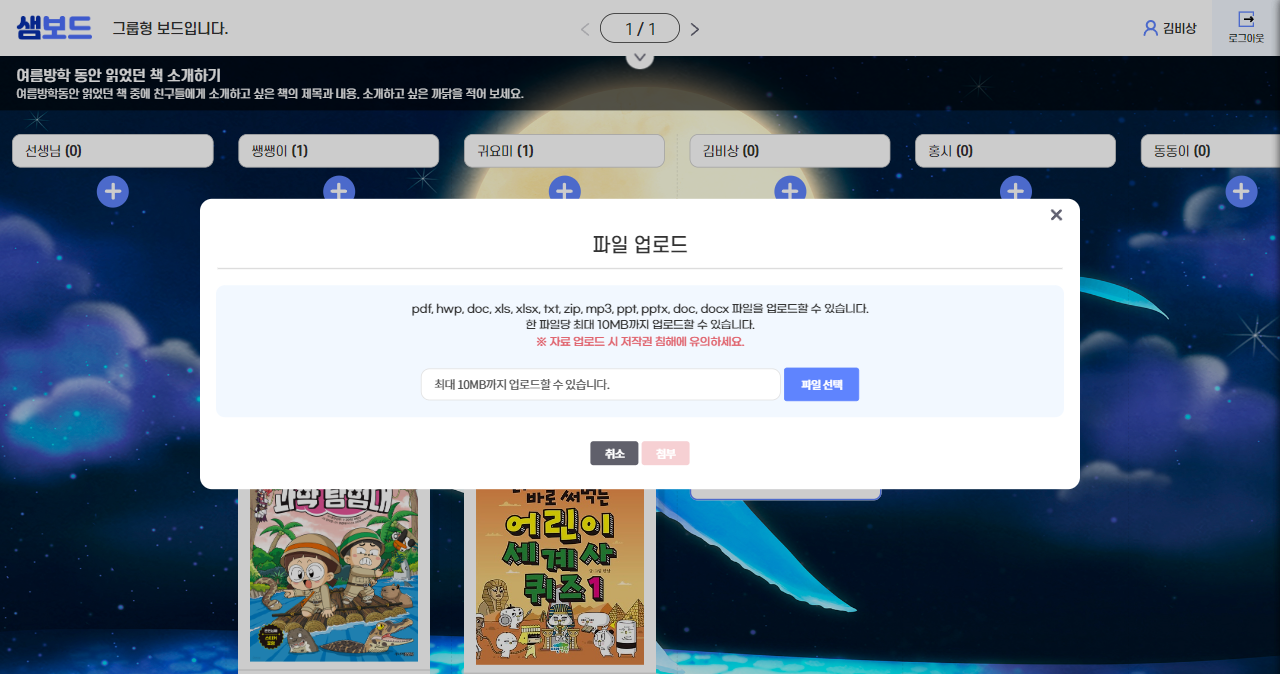 샘보드
그룹형 보드입니다.
1 / 1
김비상
로그아웃
여름방학 동안 읽었던 책 소개하기
여름방학동안 읽었던 책 중에 친구들에게 소개하고 싶은 책의 제목과 내용. 소개하고 싶은 까닭을 적어 보세요.
선생님 (0)
쌩쌩이 (1)
귀요미 (1)
김비상 (0)
홍시 (0)
동동이 (0)
파일 업로드
pdf, hwp, doc, xls, xlsx, txt, zip, mp3, ppt, pptx, doc, docx 파일을 업로드할 수 있습니다.
한 파일당 최대 10MB까지 업로드할 수 있습니다.
※ 자료 업로드 시 저작권 침해에 유의하세요.
최대 10MB까지 업로드할 수 있습니다.
파일 선택
취소
첨부
과학 탐험대
바로 써먹는
어린이
세계사
퀴즈 1